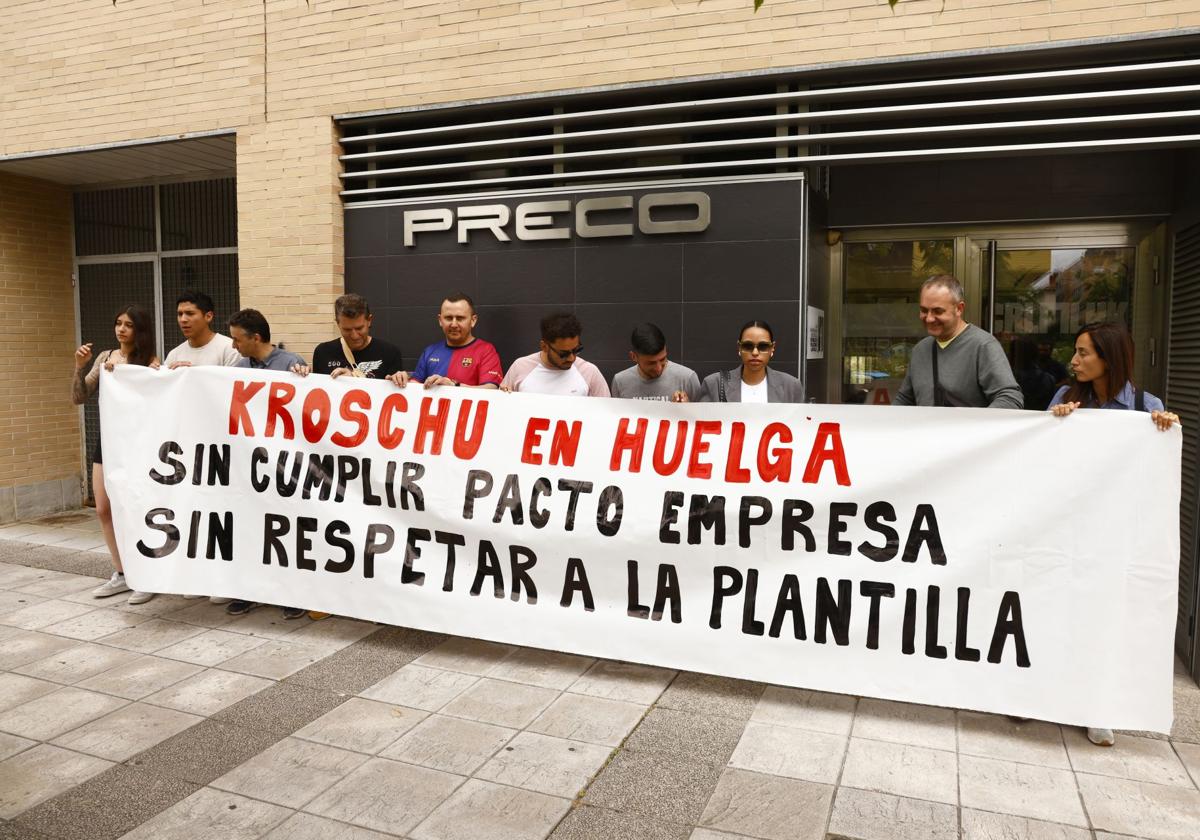 PRECO
KROSCHU EN HUELGA
SIN CUMPLIR PACTO EMPRESA
SIN RESPETAR A LA PLANTILLA